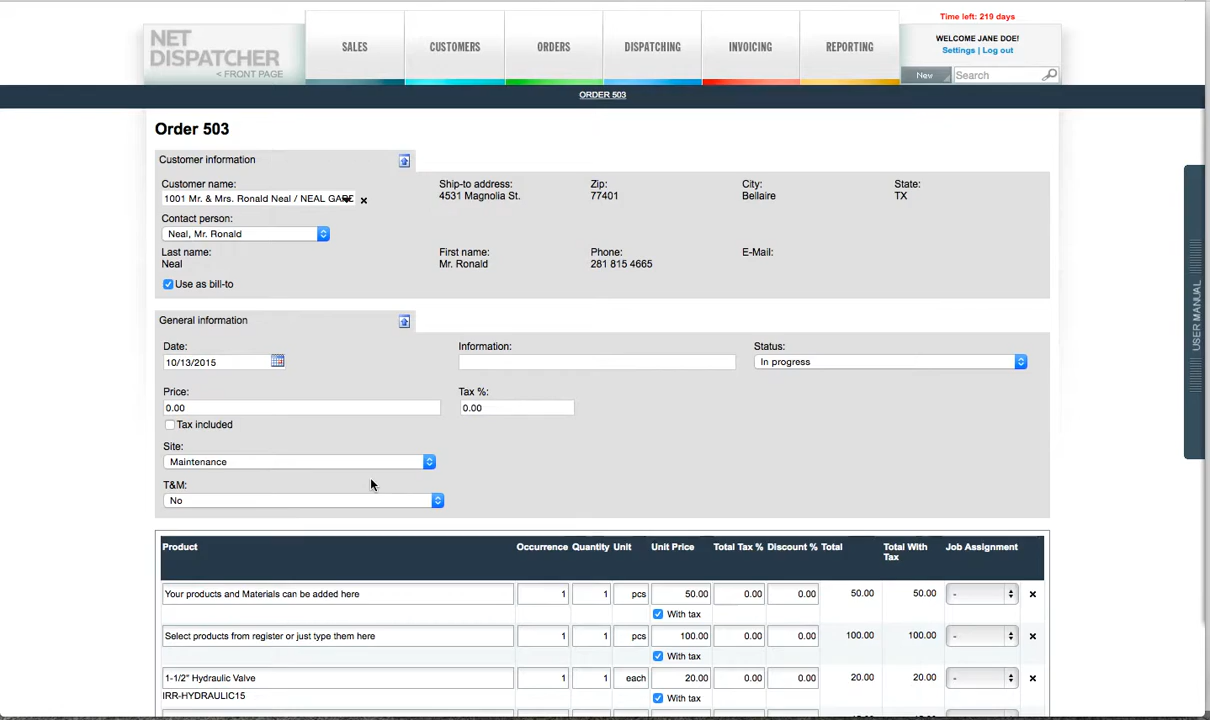 Time left: 219 days
NET
DISPATCHER
< FRONT PAGE
SALES CUSTOMERS ORDERS DISPATCHING INVOICING REPORTING
WELCOME JANE DOE!
Settings | Log out
New Search
ORDER 503
Order 503
Customer information
Customer name: Ship-to address: Zip: City: State:
1001 Mr. & Mrs. Ronald Neal / NEAL GARE 4531 Magnolia St. 77401 Bellaire TX
Contact person:
Neal, Mr. Ronald
Last name: First name: Phone: E-Mail:
Neal Mr. Ronald 281 815 4665
Use as bill-to
General information
Date: Information: Status:
10/13/2015 In progress
Price: Tax %:
0.00 0.00
Tax included
Site:
Maintenance
T&M:
No
USER MANUAL
Product Occurrence Quantity Unit Unit Price Total Tax % Discount % Total Total With Tax Job Assignment
Your products and Materials can be added here 1 1 pcs 50.00 0.00 0.00 50.00 50.00 -
With tax
Select products from register or just type them here 1 1 pcs 100.00 0.00 0.00 100.00 100.00 -
With tax
1-1/2" Hydraulic Valve 1 1 each 20.00 0.00 0.00 20.00 20.00 -
IRR-HYDRAULIC15 With tax